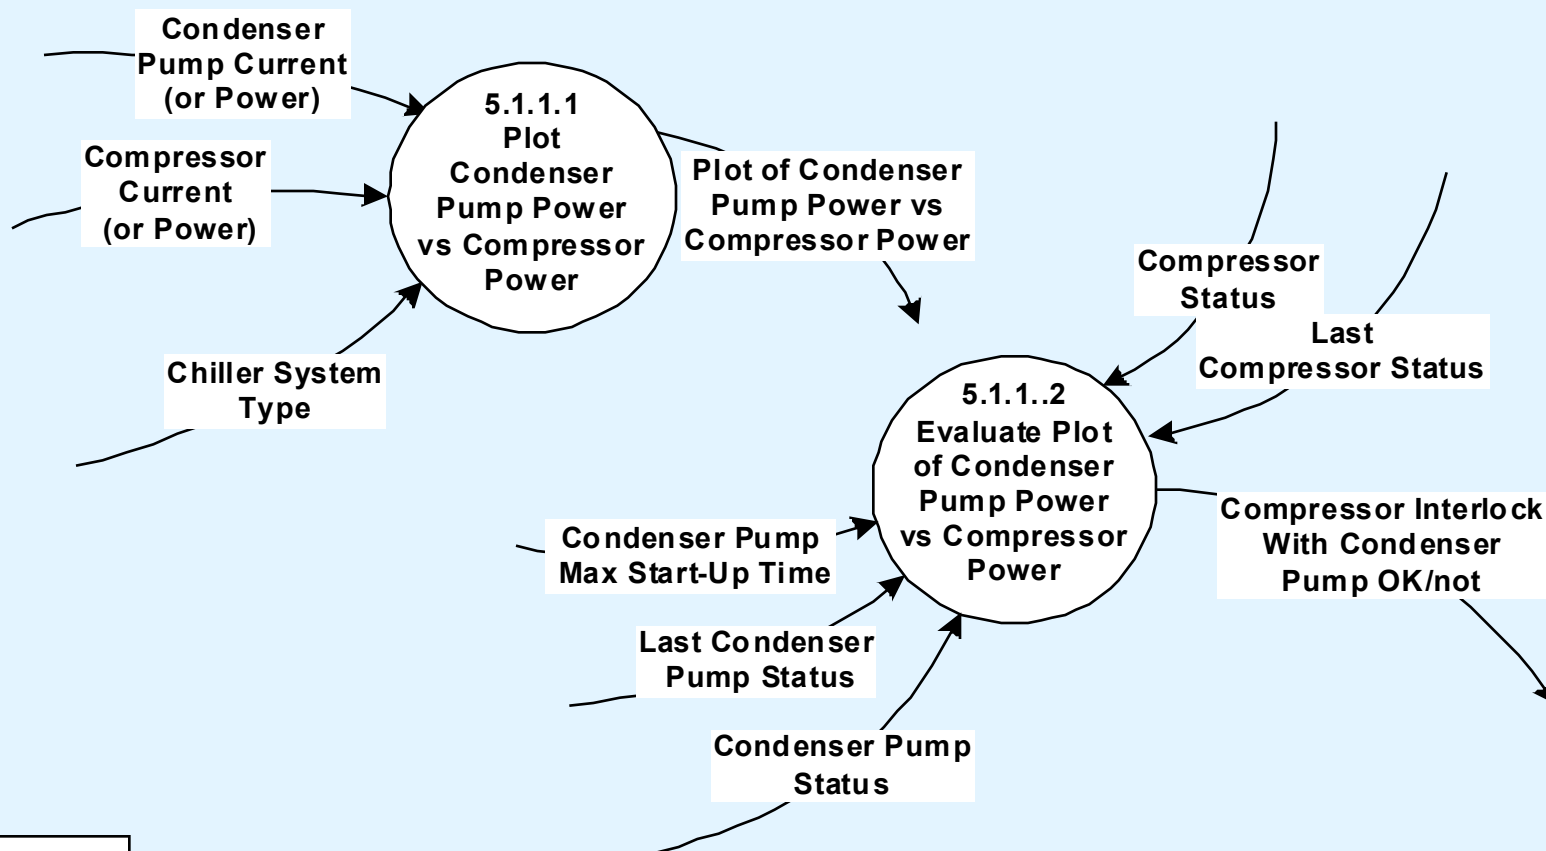 Condenser
Pump Current
(or Power)
Compressor
Current
(or Power)
Chiller System
Type
5.1.1.1
Plot
Condenser
Pump Power
vs Compressor
Power
Plot of Condenser
Pump Power vs
Compressor Power
Compressor
Status
Last
Compressor Status
5.1.1..2
Evaluate Plot
of Condenser
Pump Power
vs Compressor
Power
Condenser Pump
Max Start-Up Time
Last Condenser
Pump Status
Condenser Pump
Status
Compressor Interlock
With Condenser
Pump OK/not